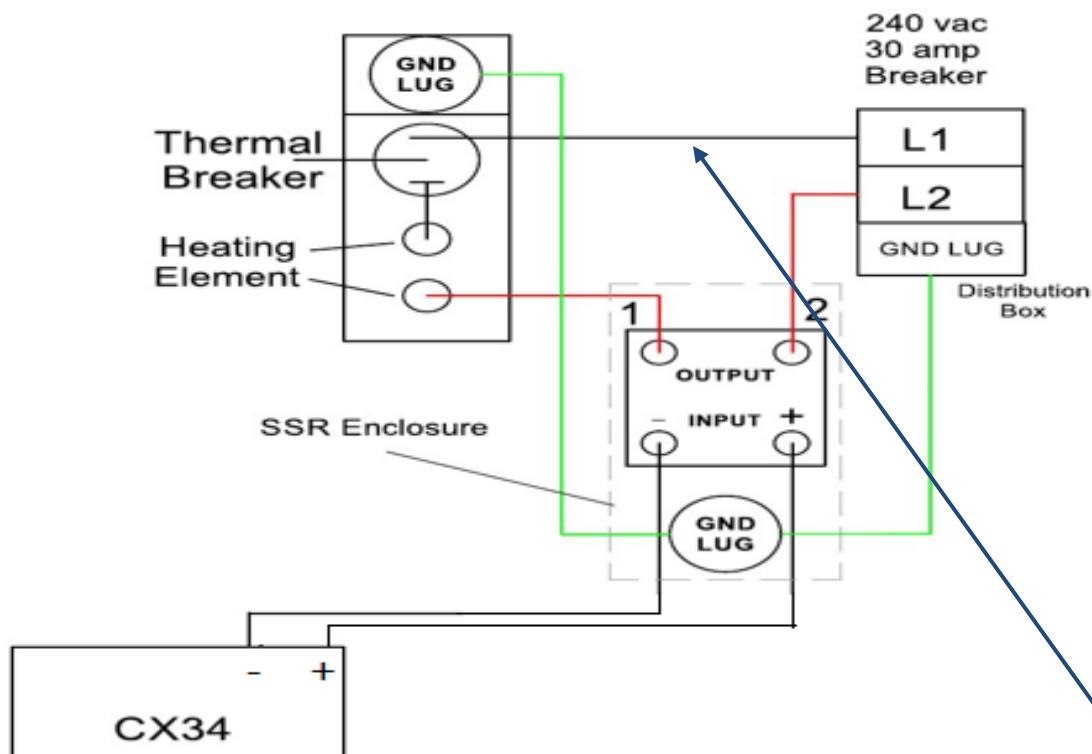 240 vac
30 amp
Breaker
GND
LUG
L1
Thermal
Breaker
L2
Heating
Element
GND LUG
Distribution
Box
1
2
OUTPUT
SSR Enclosure
- INPUT +
GND
LUG
- +
CX34